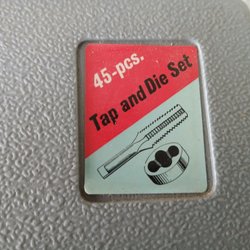 45-pcs.
Tap and Die Set